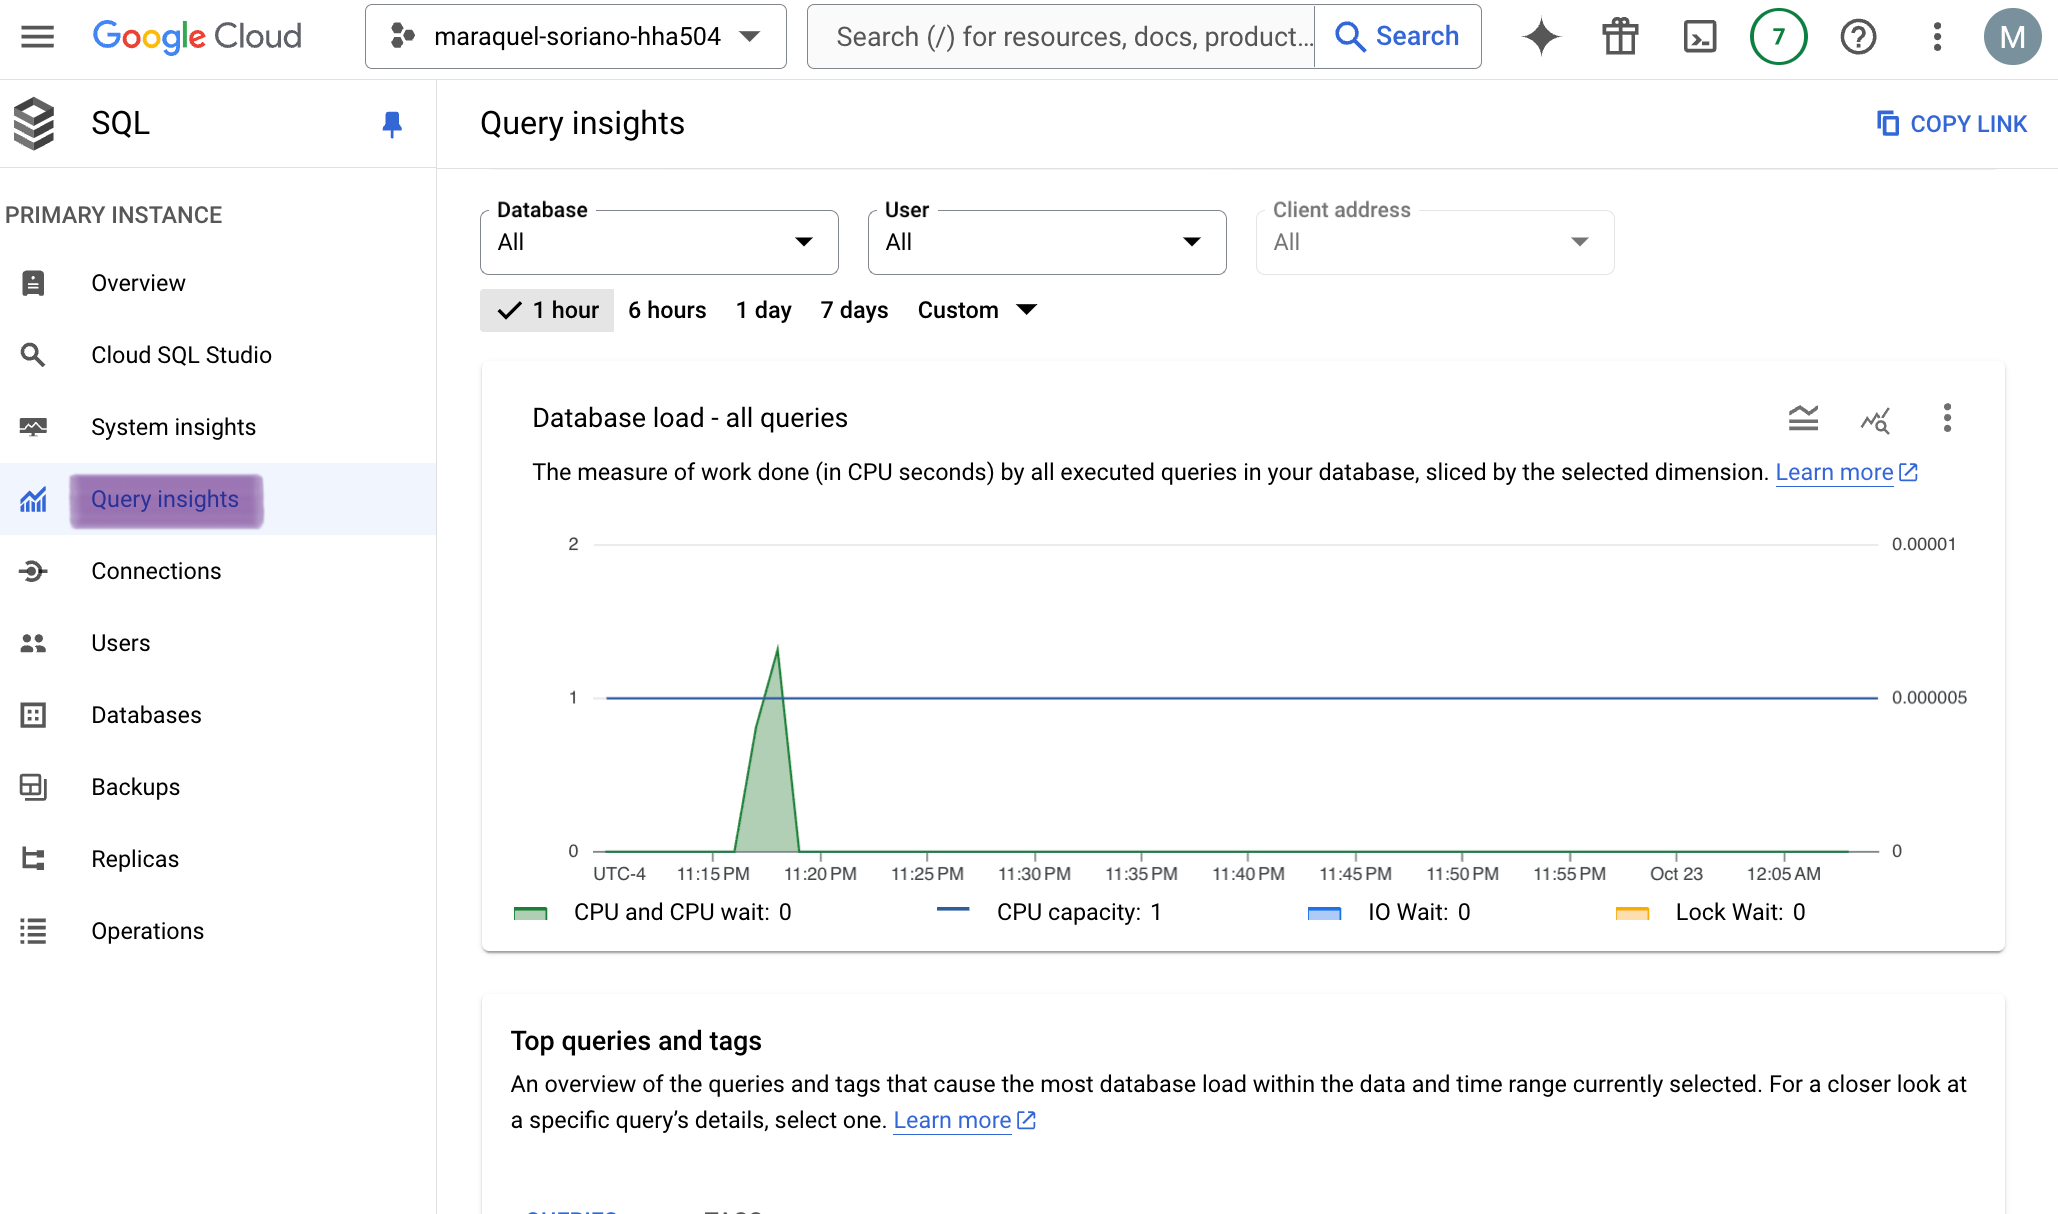 Google Cloud
maraquel-soriano-hha504
Search (/) for resources, docs, product...
Search
7
M
SQL
Query insights
COPY LINK
PRIMARY INSTANCE
Overview
Cloud SQL Studio
System insights
Query insights
Connections
Users
Databases
Backups
Replicas
Operations
Database
All
User
All
Client address
All
1 hour
6 hours
1 day
7 days
Custom
Database load - all queries
The measure of work done (in CPU seconds) by all executed queries in your database, sliced by the selected dimension. Learn more
2
0.00001
1
0.000005
0
0
UTC-4 11:15 PM 11:20 PM 11:25 PM 11:30 PM 11:35 PM 11:40 PM 11:45 PM 11:50 PM 11:55 PM Oct 23 12:05 AM
CPU and CPU wait: 0
CPU capacity: 1
IO Wait: 0
Lock Wait: 0
Top queries and tags
An overview of the queries and tags that cause the most database load within the data and time range currently selected. For a closer look at
a specific query’s details, select one. Learn more
QUERIES
TAGS